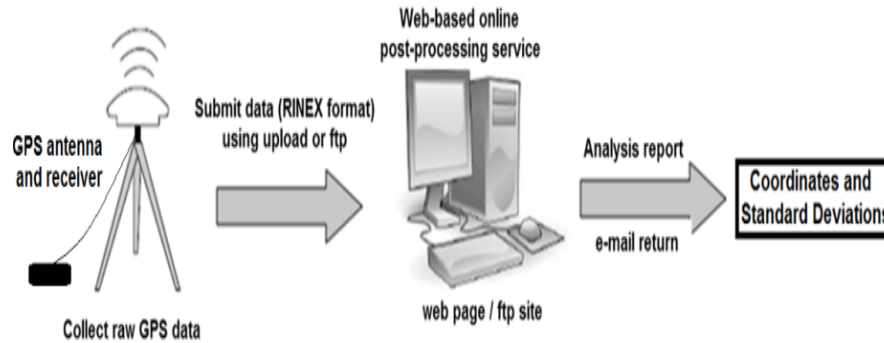 GPS antenna
and receiver
Collect raw GPS data
Submit data (RINEX format)
using upload or ftp
Web-based online
post-processing service
web page / ftp site
Analysis report
e-mail return
Coordinates and
Standard Deviations